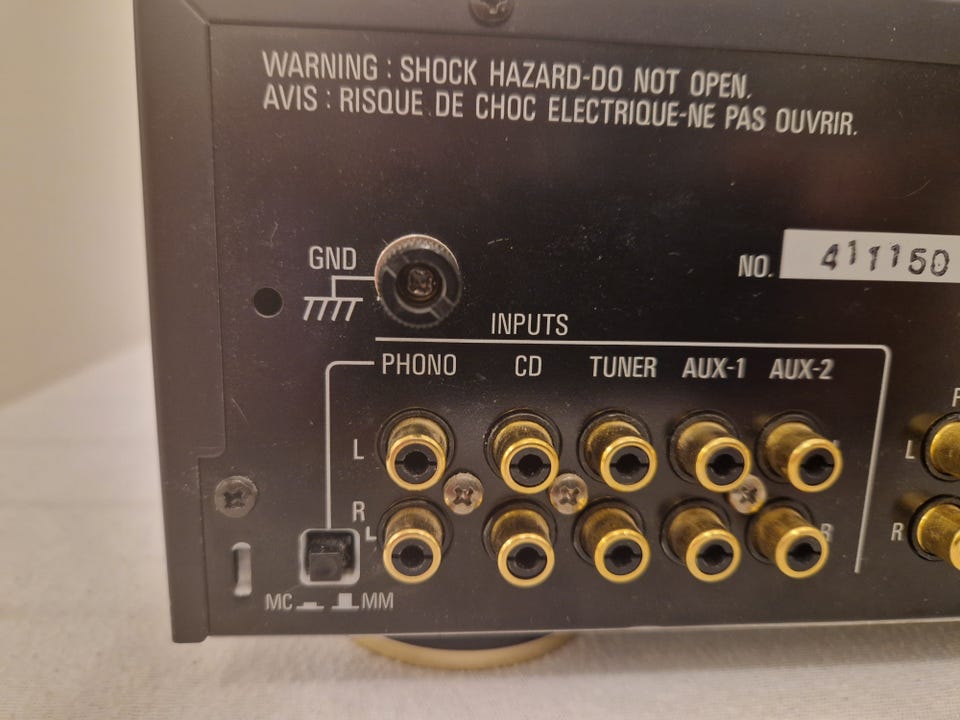 WARNING : SHOCK HAZARD-DO NOT OPEN.
AVIS : RISQUE DE CHOC ELECTRIQUE-NE PAS OUVRIR.
GND
NO. 411150
INPUTS
PHONO CD TUNER AUX-1 AUX-2
L L
R R R
L
MC MM